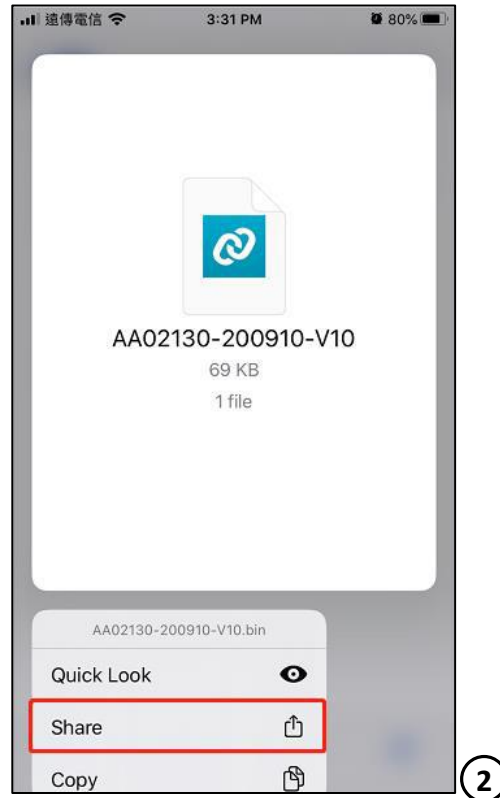 遠傳電信 3:31 PM 80%
AA02130-200910-V10
69 KB
1 file
AA02130-200910-V10.bin
Quick Look
Share
Copy
2